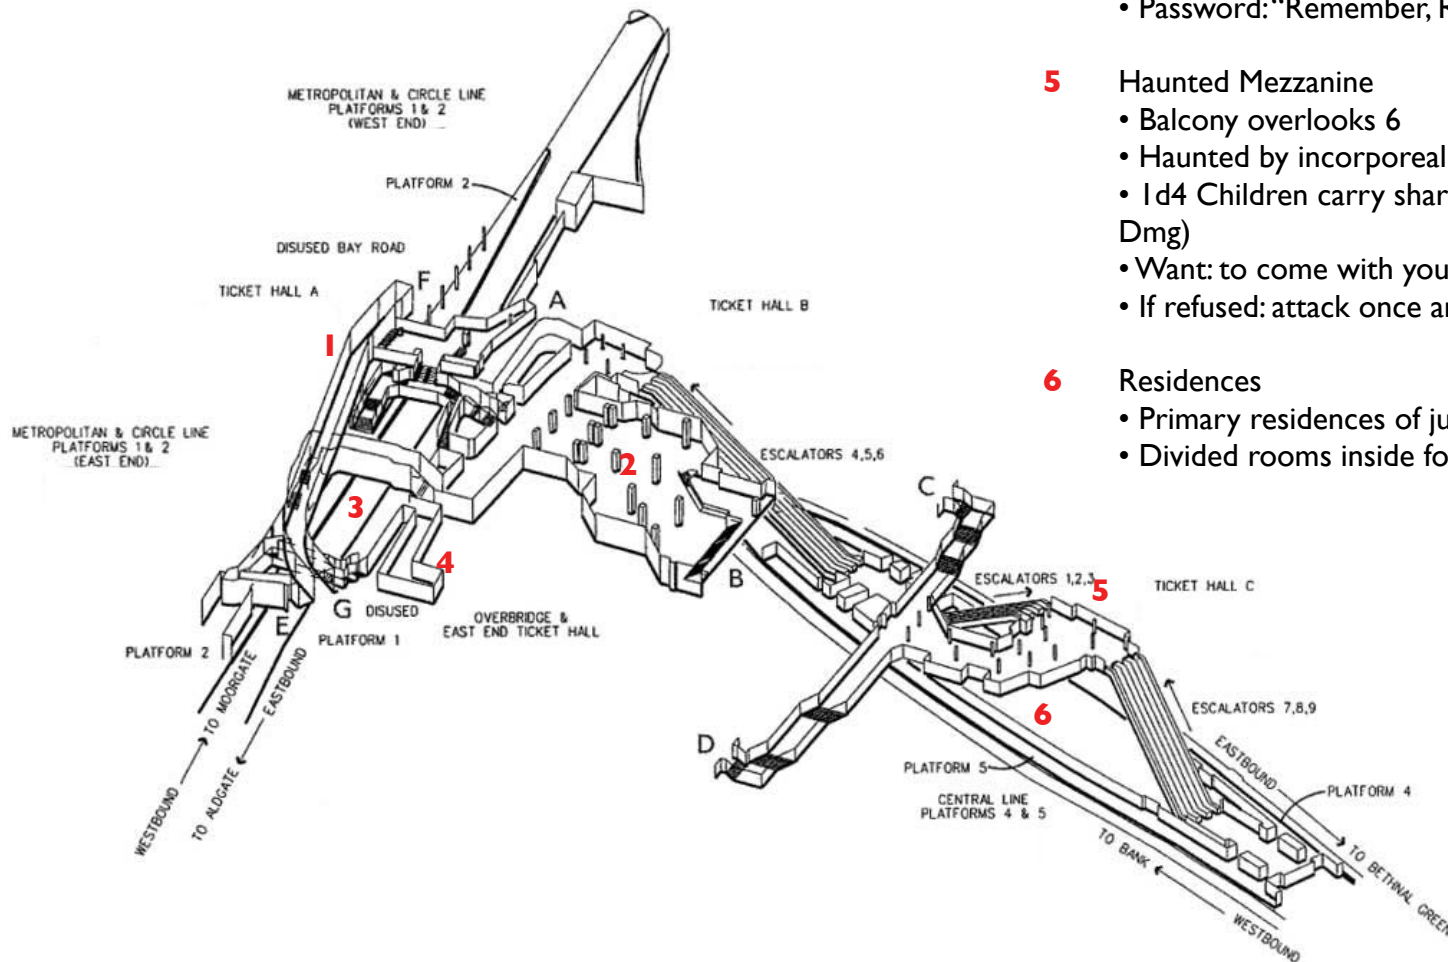 • Password: “Remember, R
5 Haunted Mezzanine
• Balcony overlooks 6
• Haunted by incorporeal
• 1d4 Children carry shar
Dmg)
• Want: to come with you
• If refused: attack once a
6 Residences
• Primary residences of ju
• Divided rooms inside fo
METROPOLITAN & CIRCLE LINE
PLATFORMS 1 & 2
(WEST END)
PLATFORM 2
DISUSED BAY ROAD
F
TICKET HALL A
A
TICKET HALL B
1
METROPOLITAN & CIRCLE LINE
PLATFORMS 1 & 2
(EAST END)
ESCALATORS 4,5,6
2
C
3
4
B
ESCALATORS 1,2,3
5
TICKET HALL C
G
DISUSED
E
PLATFORM 1
OVERBRIDGE &
EAST END TICKET HALL
PLATFORM 2
TO MOORGATE
EASTBOUND
WESTBOUND
TO ALDGATE
6
ESCALATORS 7,8,9
D
EASTBOUND
PLATFORM 5
PLATFORM 4
CENTRAL LINE
PLATFORMS 4 & 5
TO BANK
TO BETHNAL GREEN
WESTBOUND